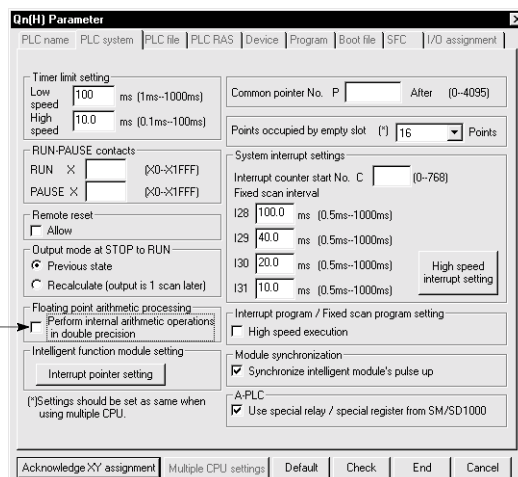 Qn(H) Parameter
PLC name PLC system PLC file PLC RAS Device Program Boot file SFC I/O assignment
Timer limit setting
Low speed 100 ms (1ms--1000ms)
High speed 10.0 ms (0.1ms--100ms)
RUN-PAUSE contacts
RUN X (X0--X1FFF)
PAUSE X (X0--X1FFF)
Remote reset
Allow
Output mode at STOP to RUN
Previous state
Recalculate (output is 1 scan later)
Floating point arithmetic processing
Perform internal arithmetic operations
in double precision
Intelligent function module setting
Interrupt pointer setting
(*)Settings should be set as same when
using multiple CPU.
Common pointer No. P After (0--4095)
Points occupied by empty slot (*) 16 Points
System interrupt settings
Interrupt counter start No. C (0--768)
Fixed scan interval
I28 100.0 ms (0.5ms--1000ms)
I29 40.0 ms (0.5ms--1000ms)
I30 20.0 ms (0.5ms--1000ms)
I31 10.0 ms (0.5ms--1000ms)
High speed
interrupt setting
Interrupt program / Fixed scan program setting
High speed execution
Module synchronization
Synchronize intelligent module's pulse up
A-PLC
Use special relay / special register from SM/SD1000
Acknowledge XY assignment Multiple CPU settings Default Check End Cancel